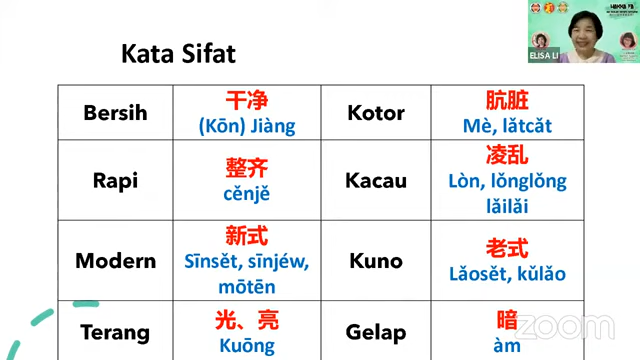 Kata Sifat
Bersih
干净
(Kōn) Jiàng
Kotor
肮脏
Mè, lǎtcǎt
Rapi
整齐
cěnjě
Kacau
凌乱
Lòn, lǒnglǒng
lǎilǎi
Modern
新式
Sīnsět, sīnjéw,
mōtēn
Kuno
老式
Lǎosět, kǔlǎo
Terang
光、亮
Kuōng
Gelap
暗
àm
ELISA LI
zoom